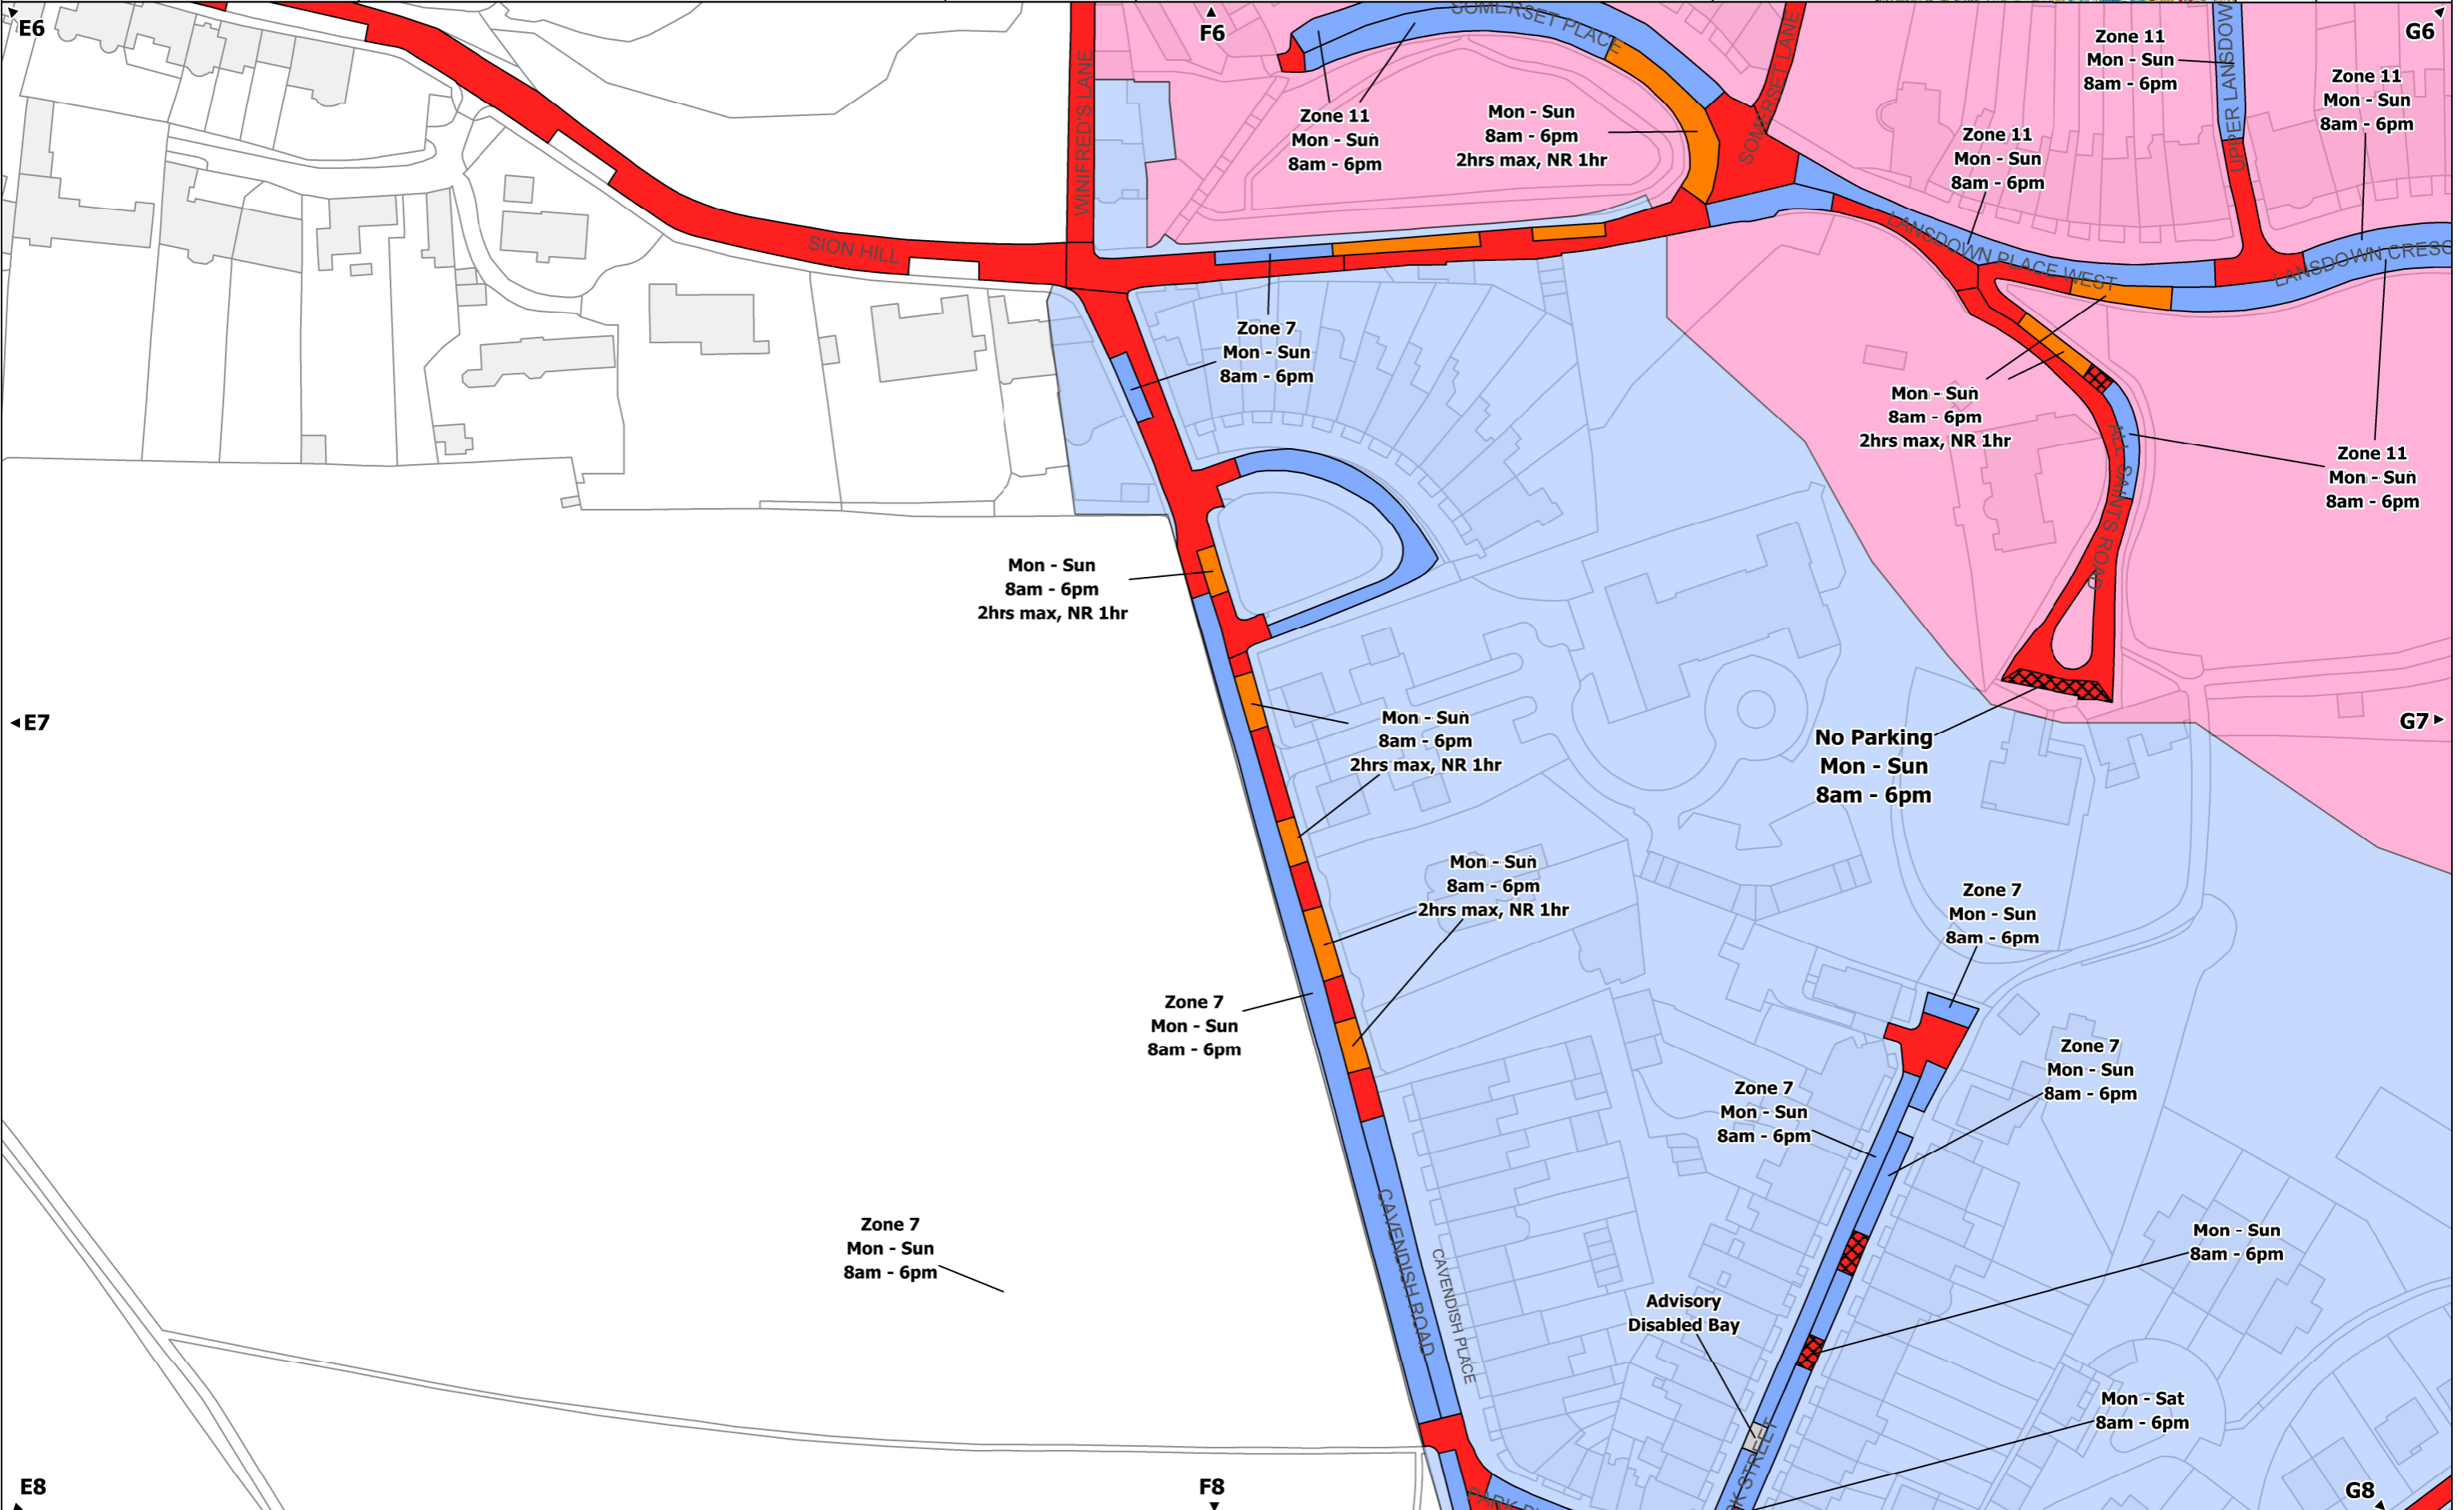 E6
F6
G6
SOMERSET PLACE
SOMERSET LANE
WINIFRED'S LANE
Zone 11
Mon - Sun
8am - 6pm
Mon - Sun
8am - 6pm
2hrs max, NR 1hr
Zone 11
Mon - Sun
8am - 6pm
Zone 11
Mon - Sun
8am - 6pm
Zone 11
Mon - Sun
8am - 6pm
SION HILL
LANSDOWN PLACE WEST
UPPER LANSDOW
LANSDOWN CRESC
Zone 7
Mon - Sun
8am - 6pm
Mon - Sun
8am - 6pm
2hrs max, NR 1hr
Zone 11
Mon - Sun
8am - 6pm
ALL SAINTS ROAD
Mon - Sun
8am - 6pm
2hrs max, NR 1hr
E7
Mon - Sun
8am - 6pm
2hrs max, NR 1hr
No Parking
Mon - Sun
8am - 6pm
G7
Mon - Sun
8am - 6pm
2hrs max, NR 1hr
Zone 7
Mon - Sun
8am - 6pm
Zone 7
Mon - Sun
8am - 6pm
Zone 7
Mon - Sun
8am - 6pm
Zone 7
Mon - Sun
8am - 6pm
Zone 7
Mon - Sun
8am - 6pm
Mon - Sun
8am - 6pm
CAVENDISH ROAD
CAVENDISH PLACE
Advisory
Disabled Bay
Mon - Sat
8am - 6pm
RK STREET
E8
F8
G8